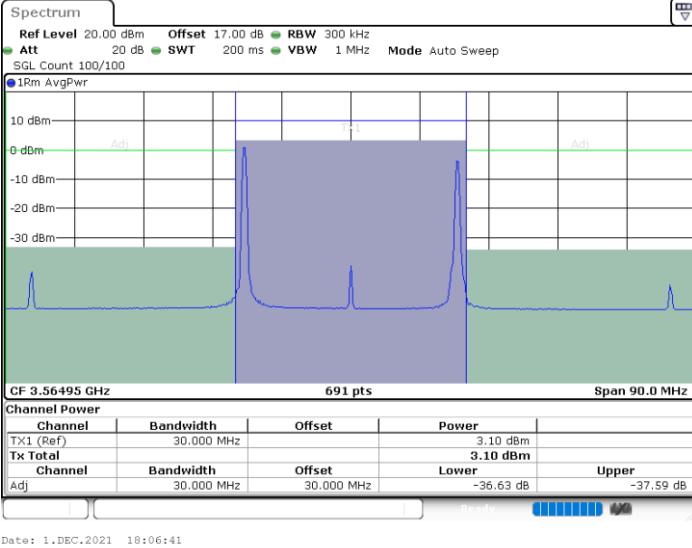 Spectrum
Ref Level 20.00 dBm Offset 17.00 dB RBW 300 kHz
Att 20 dB SWT 200 ms VBW 1 MHz Mode Auto Sweep
SGL Count 100/100
1Rm AvgPwr
10 dBm
TX1
Adj Adj
0 dBm
-10 dBm
-20 dBm
-30 dBm
CF 3.56495 GHz 691 pts Span 90.0 MHz
Channel Power
Channel Bandwidth Offset Power
TX1 (Ref) 30.000 MHz 3.10 dBm
Tx Total 3.10 dBm
Channel Bandwidth Offset Lower Upper
Adj 30.000 MHz 30.000 MHz -36.63 dB -37.59 dB
Ready
Date: 1.DEC.2021 18:06:41